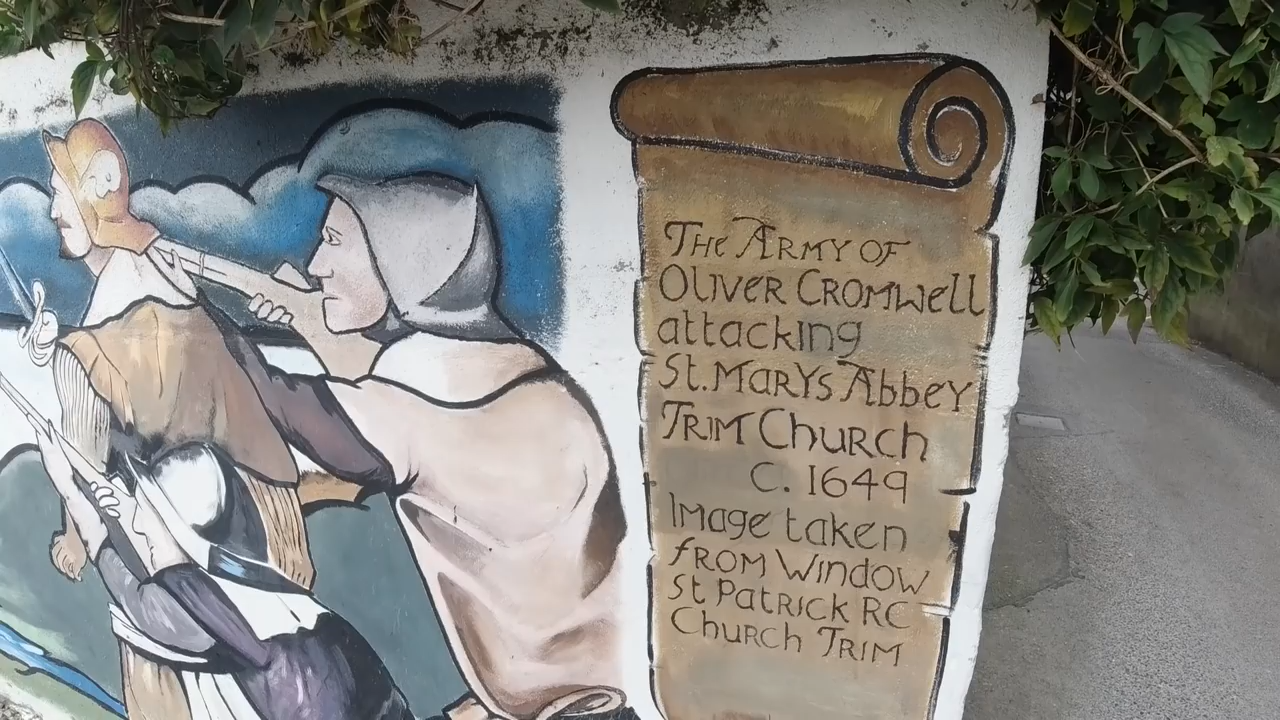 The Army of
Oliver Cromwell
attacking
St. Marys Abbey
Trim Church
C. 1649
Image taken
from Window
St Patrick RC
Church Trim